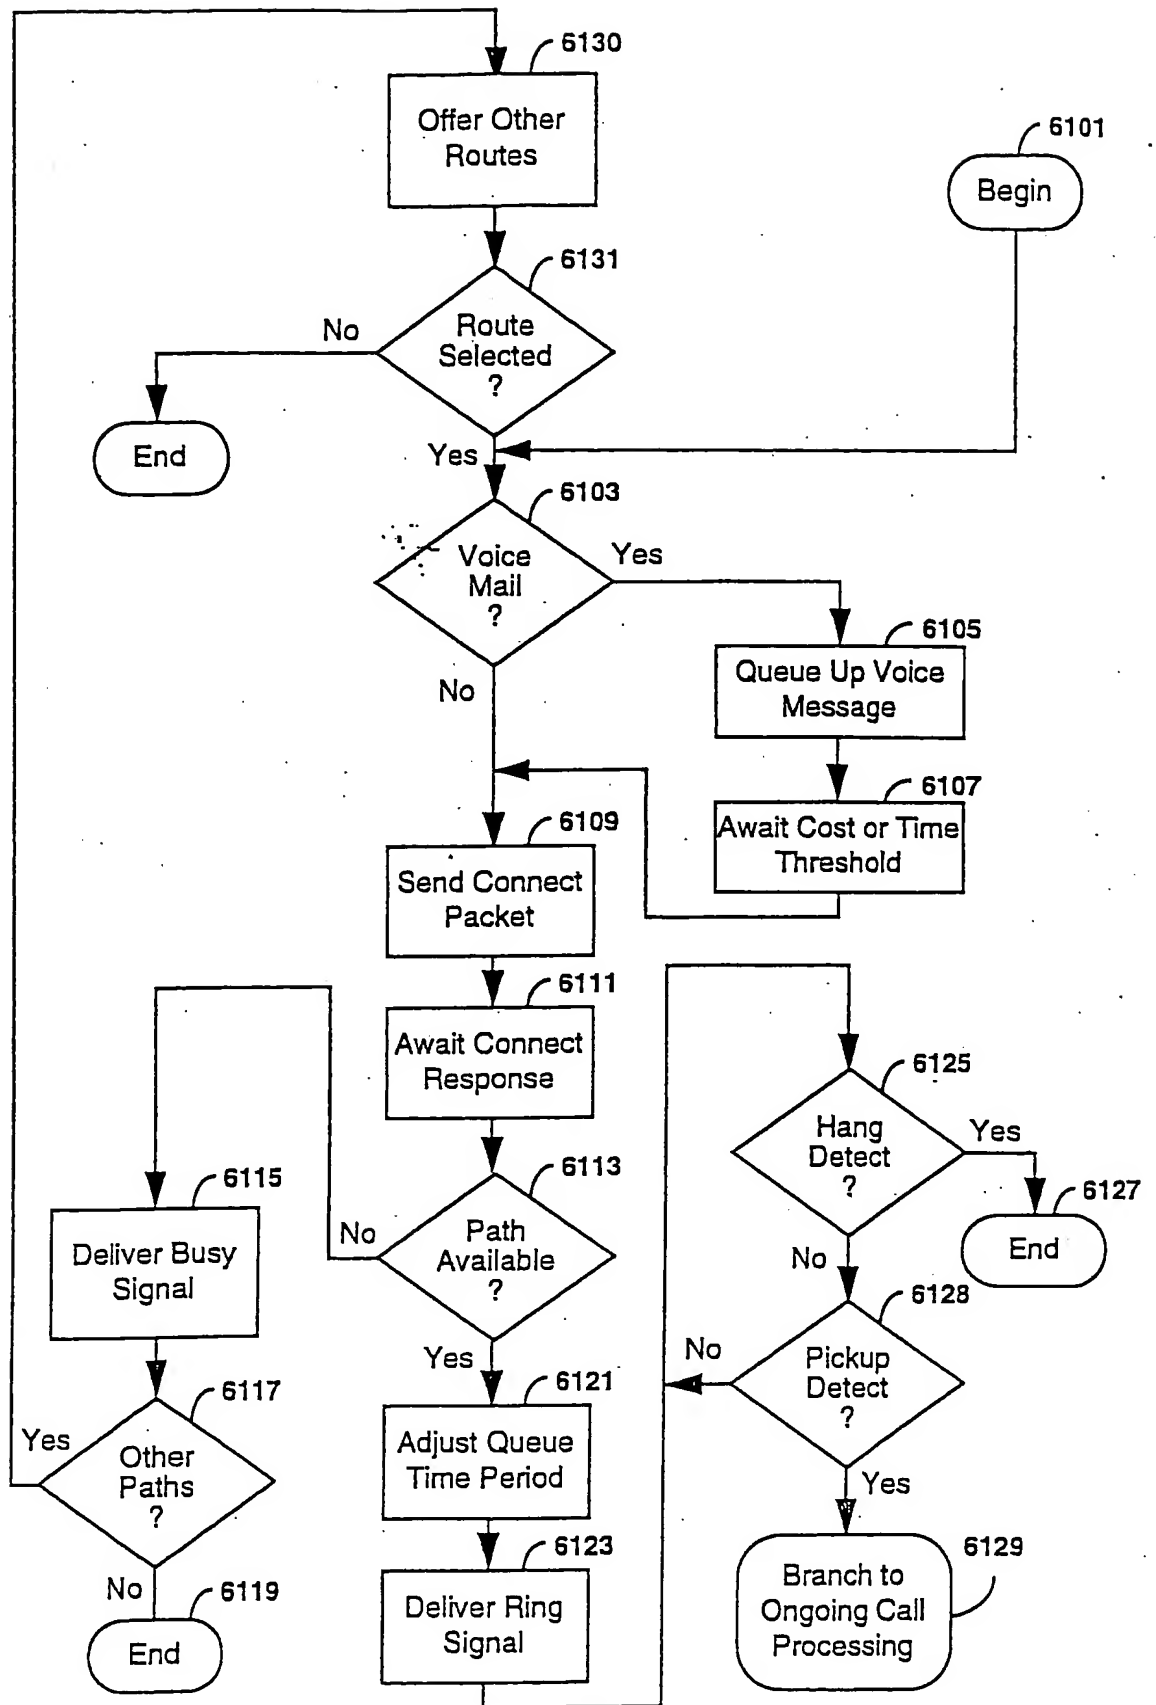 6130
Offer Other
Routes
6101
Begin
6131
Route
Selected
?
No
End
Yes
6103
Voice
Mail
?
Yes
No
6105
Queue Up Voice
Message
6107
Await Cost or Time
Threshold
6109
Send Connect
Packet
6111
Await Connect
Response
6113
Path
Available
?
No
Yes
6115
Deliver Busy
Signal
6117
Other
Paths
?
Yes
No
6119
End
6121
Adjust Queue
Time Period
6123
Deliver Ring
Signal
6125
Hang
Detect
?
Yes
6127
End
No
6128
Pickup
Detect
?
No
Yes
6129
Branch to
Ongoing Call
Processing